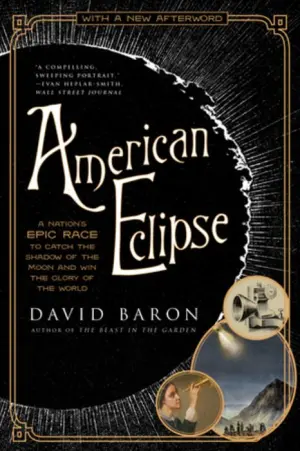 WITH A NEW AFTERWORD
"A COMPELLING,
SWEEPING PORTRAIT."
—EVAN HEPLAR-SMITH,
WALL STREET JOURNAL
American
Eclipse
A NATION'S
EPIC RACE
TO CATCH THE
SHADOW OF THE
MOON AND WIN
THE GLORY OF
THE WORLD
DAVID BARON
AUTHOR OF THE BEAST IN THE GARDEN